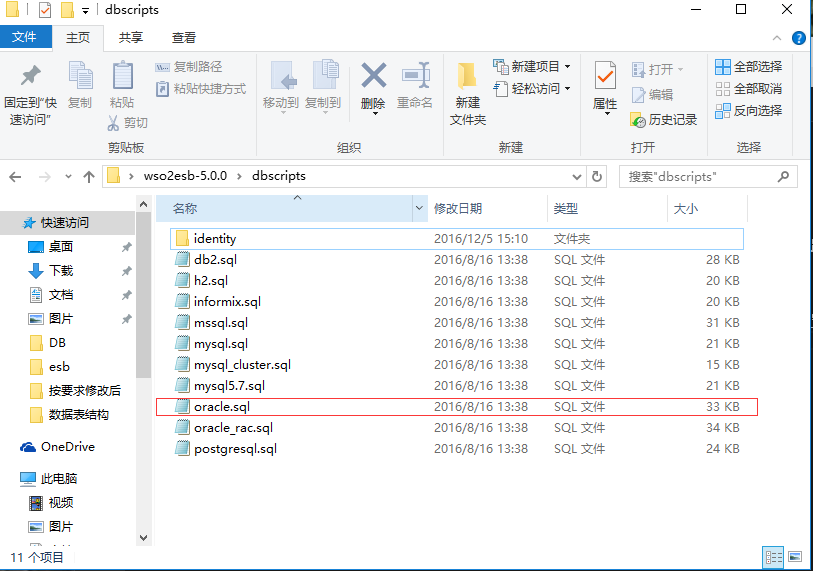 dbscripts
文件 主页 共享 查看
固定到"快速访问"
复制
粘贴
复制路径
粘贴快捷方式
剪切
剪贴板
移动到
复制到
删除
重命名
组织
新建文件夹
新建项目
轻松访问
新建
属性
打开
编辑
历史记录
打开
全部选择
全部取消
反向选择
选择
wso2esb-5.0.0 dbscripts
搜索"dbscripts"
快速访问
桌面
下载
文档
图片
DB
esb
按要求修改后
数据表结构
OneDrive
此电脑
视频
图片
名称 修改日期 类型 大小
identity 2016/12/5 15:10 文件夹
db2.sql 2016/8/16 13:38 SQL 文件 28 KB
h2.sql 2016/8/16 13:38 SQL 文件 20 KB
informix.sql 2016/8/16 13:38 SQL 文件 20 KB
mssql.sql 2016/8/16 13:38 SQL 文件 31 KB
mysql.sql 2016/8/16 13:38 SQL 文件 21 KB
mysql_cluster.sql 2016/8/16 13:38 SQL 文件 15 KB
mysql5.7.sql 2016/8/16 13:38 SQL 文件 21 KB
oracle.sql 2016/8/16 13:38 SQL 文件 33 KB
oracle_rac.sql 2016/8/16 13:38 SQL 文件 34 KB
postgresql.sql 2016/8/16 13:38 SQL 文件 24 KB
11 个项目